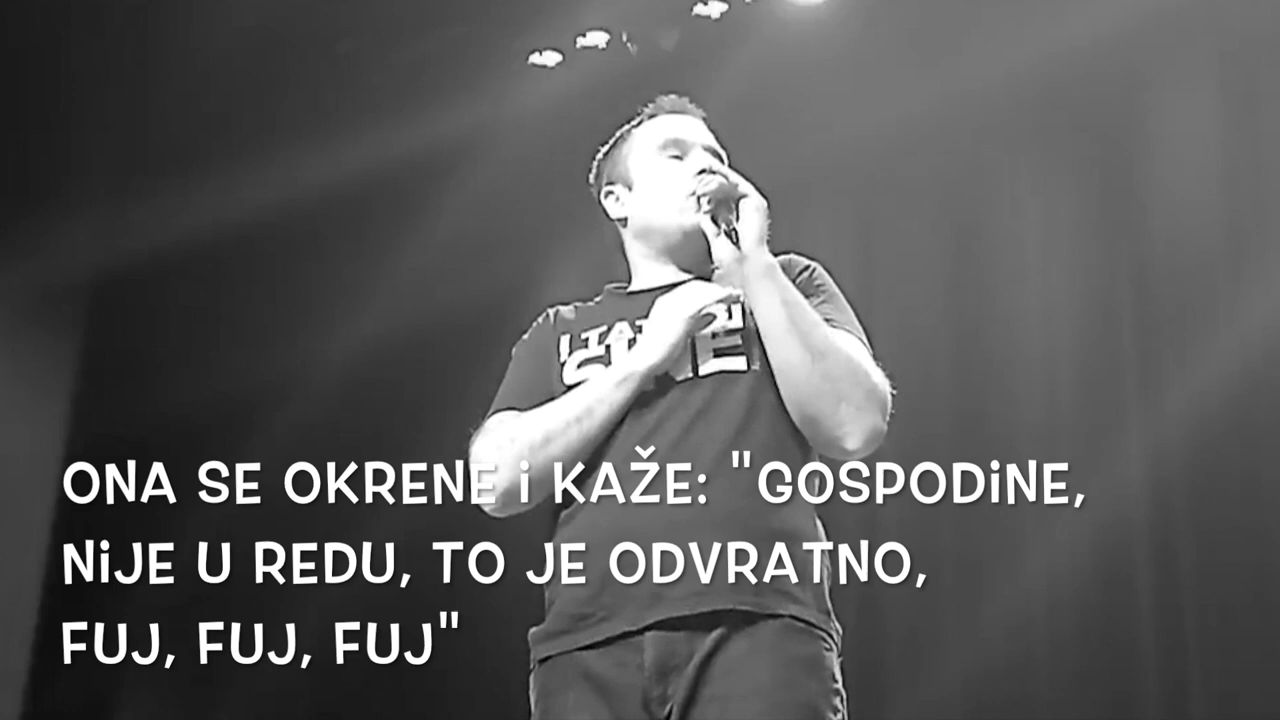 ONA SE OKRENE i KAŽE: "GOSPODiNE,
NiJE U REDU, TO JE ODVRATNO,
FUJ, FUJ, FUJ"